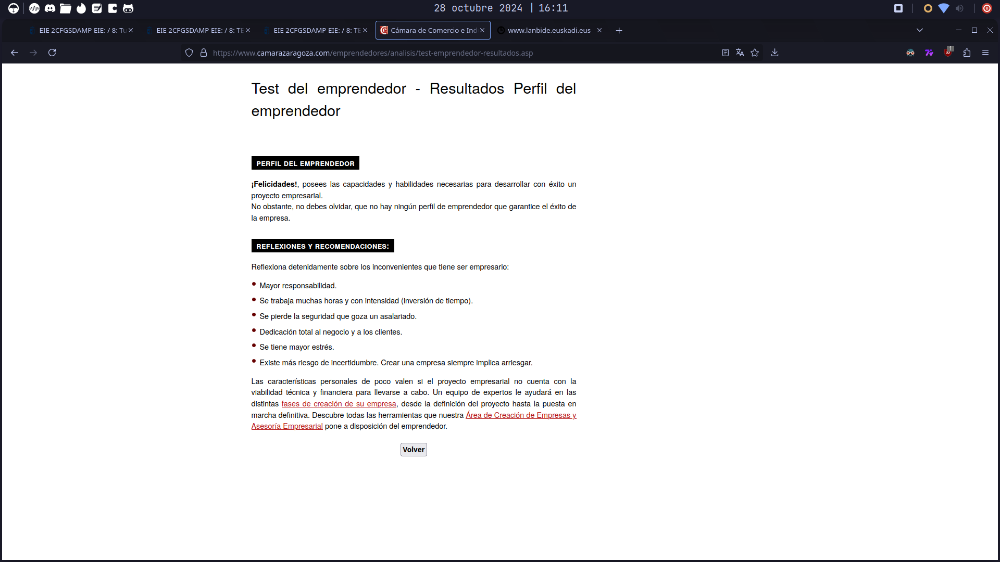 28 octubre 2024 | 16:11
EIE 2CFGSDAMP EIE: / 8: Tu
EIE 2CFGSDAMP EIE: / 8: TE
EIE 2CFGSDAMP EIE: / 8: TE
Cámara de Comercio e Ind
www.lanbide.euskadi.eus
https://www.camarazaragoza.com/emprendedores/analisis/test-emprendedor-resultados.asp
1
Test del emprendedor - Resultados Perfil del
emprendedor
PERFIL DEL EMPRENDEDOR
¡Felicidades!, posees las capacidades y habilidades necesarias para desarrollar con éxito un
proyecto empresarial.
No obstante, no debes olvidar, que no hay ningún perfil de emprendedor que garantice el éxito de
la empresa.
REFLEXIONES Y RECOMENDACIONES:
Reflexiona detenidamente sobre los inconvenientes que tiene ser empresario:
• Mayor responsabilidad.
• Se trabaja muchas horas y con intensidad (inversión de tiempo).
• Se pierde la seguridad que goza un asalariado.
• Dedicación total al negocio y a los clientes.
• Se tiene mayor estrés.
• Existe más riesgo de incertidumbre. Crear una empresa siempre implica arriesgar.
Las características personales de poco valen si el proyecto empresarial no cuenta con la
viabilidad técnica y financiera para llevarse a cabo. Un equipo de expertos le ayudará en las
distintas fases de creación de su empresa, desde la definición del proyecto hasta la puesta en
marcha definitiva. Descubre todas las herramientas que nuestra Área de Creación de Empresas y
Asesoría Empresarial pone a disposición del emprendedor.
Volver